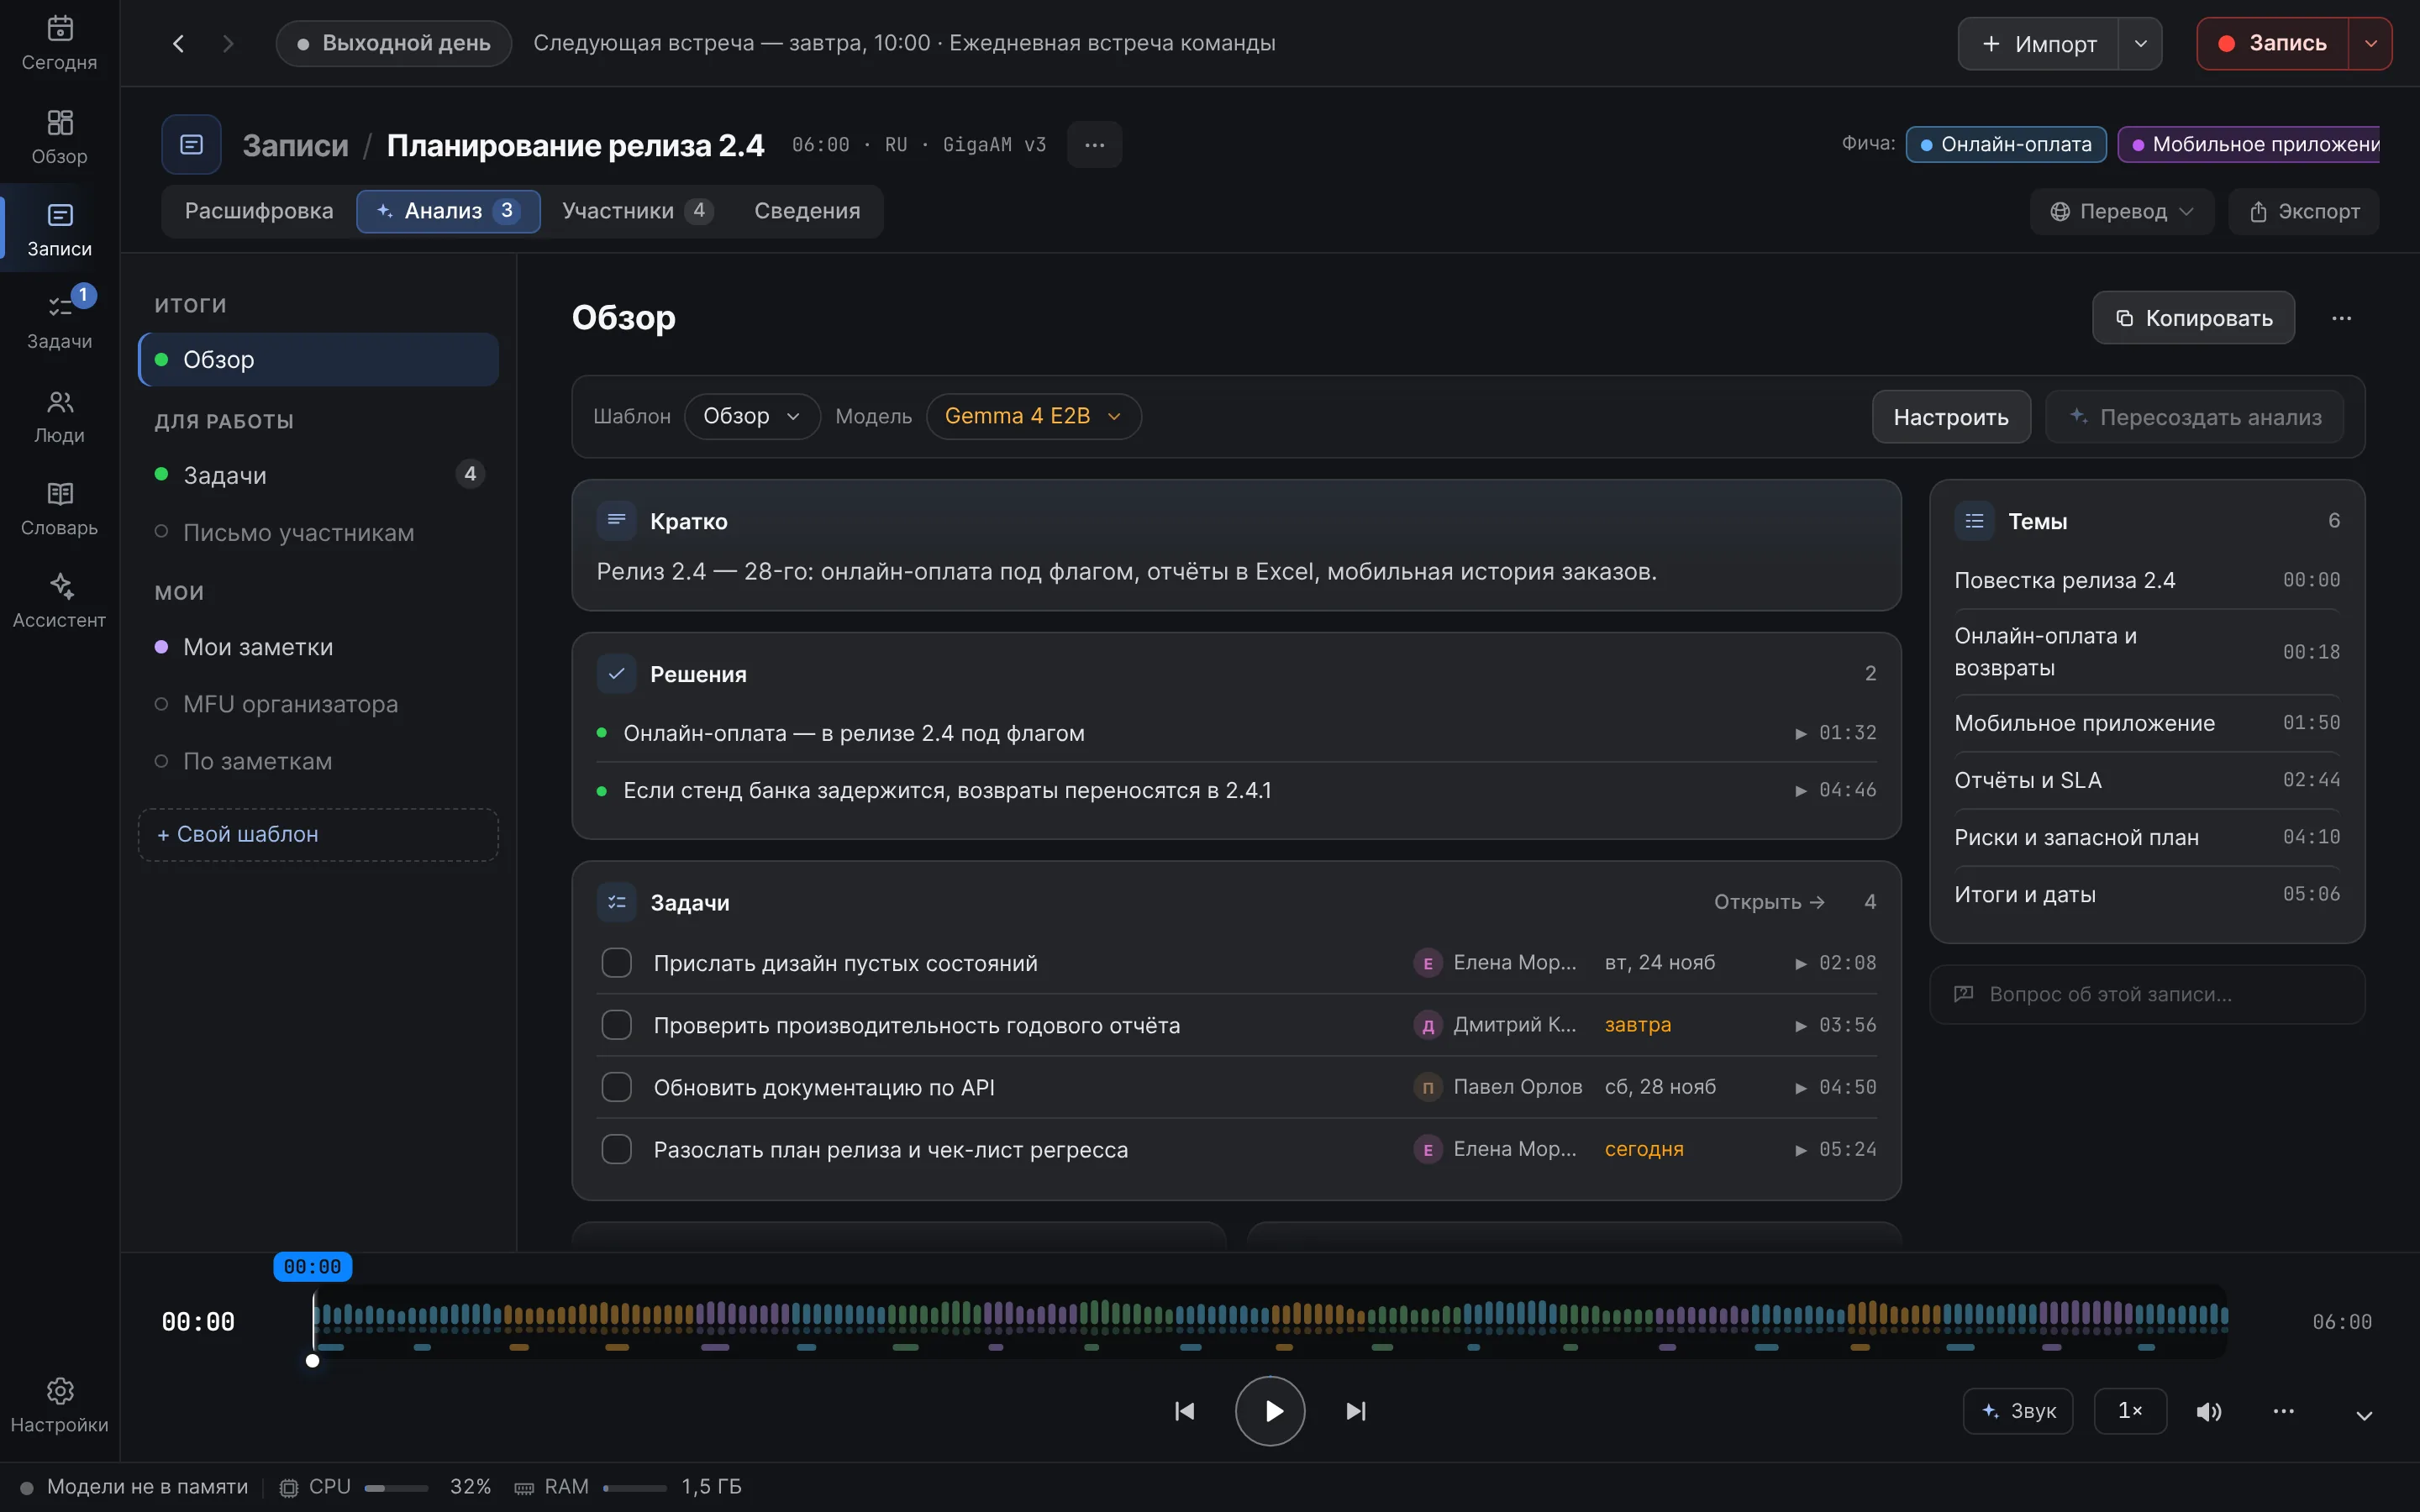 Сегодня
Обзор
Записи
1
Задачи
Люди
Словарь
Ассистент
Настройки
Выходной день
Следующая встреча — завтра, 10:00 · Ежедневная встреча команды
Импорт
Запись
Записи / Планирование релиза 2.4
06:00 · RU · GigaAM v3
Фича:
Онлайн-оплата
Мобильное приложени
Расшифровка
Анализ 3
Участники 4
Сведения
Перевод
Экспорт
ИТОГИ
Обзор
ДЛЯ РАБОТЫ
Задачи 4
Письмо участникам
МОИ
Мои заметки
MFU организатора
По заметкам
+ Свой шаблон
Обзор
Копировать
Шаблон Обзор Модель Gemma 4 E2B
Настроить
Пересоздать анализ
Кратко
Релиз 2.4 — 28-го: онлайн-оплата под флагом, отчёты в Excel, мобильная история заказов.
Решения 2
Онлайн-оплата — в релизе 2.4 под флагом 01:32
Если стенд банка задержится, возвраты переносятся в 2.4.1 04:46
Задачи Открыть → 4
Прислать дизайн пустых состояний Е Елена Мор... вт, 24 нояб 02:08
Проверить производительность годового отчёта Д Дмитрий К... завтра 03:56
Обновить документацию по API П Павел Орлов сб, 28 нояб 04:50
Разослать план релиза и чек-лист регресса Е Елена Мор... сегодня 05:24
Темы 6
Повестка релиза 2.4 00:00
Онлайн-оплата и
возвраты 00:18
Мобильное приложение 01:50
Отчёты и SLA 02:44
Риски и запасной план 04:10
Итоги и даты 05:06
Вопрос об этой записи...
00:00
00:00
06:00
Звук
1×
Модели не в памяти
CPU 32%
RAM 1,5 ГБ